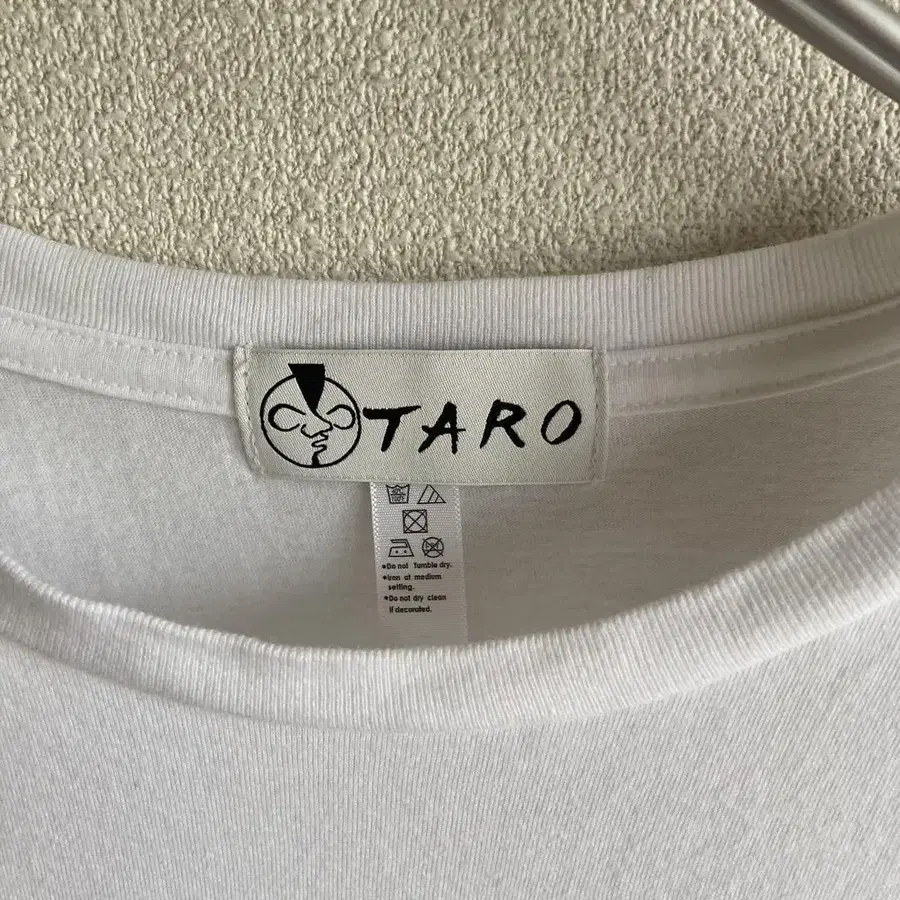 TARO
•Do not Tumble dry.
•Iron at medium
setting.
•Do not dry clean
if decorated.